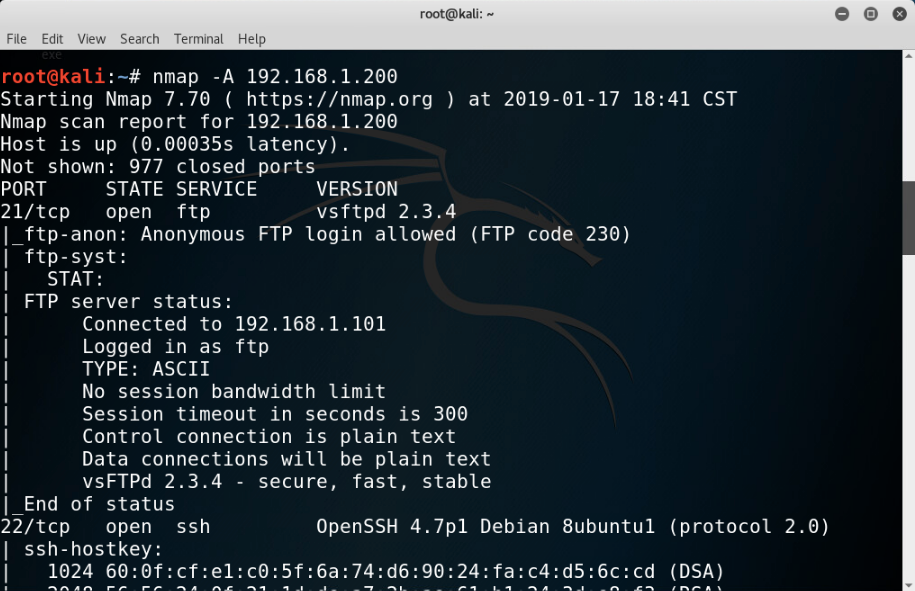 root@kali: ~
File Edit View Search Terminal Help
exe
root@kali:~# nmap -A 192.168.1.200
Starting Nmap 7.70 ( https://nmap.org ) at 2019-01-17 18:41 CST
Nmap scan report for 192.168.1.200
Host is up (0.00035s latency).
Not shown: 977 closed ports
PORT     STATE SERVICE     VERSION
21/tcp   open  ftp         vsftpd 2.3.4
|_ftp-anon: Anonymous FTP login allowed (FTP code 230)
| ftp-syst:
|   STAT:
| FTP server status:
|      Connected to 192.168.1.101
|      Logged in as ftp
|      TYPE: ASCII
|      No session bandwidth limit
|      Session timeout in seconds is 300
|      Control connection is plain text
|      Data connections will be plain text
|      vsFTPd 2.3.4 - secure, fast, stable
|_End of status
22/tcp   open  ssh         OpenSSH 4.7p1 Debian 8ubuntu1 (protocol 2.0)
| ssh-hostkey:
|   1024 60:0f:cf:e1:c0:5f:6a:74:d6:90:24:fa:c4:d5:6c:cd (DSA)